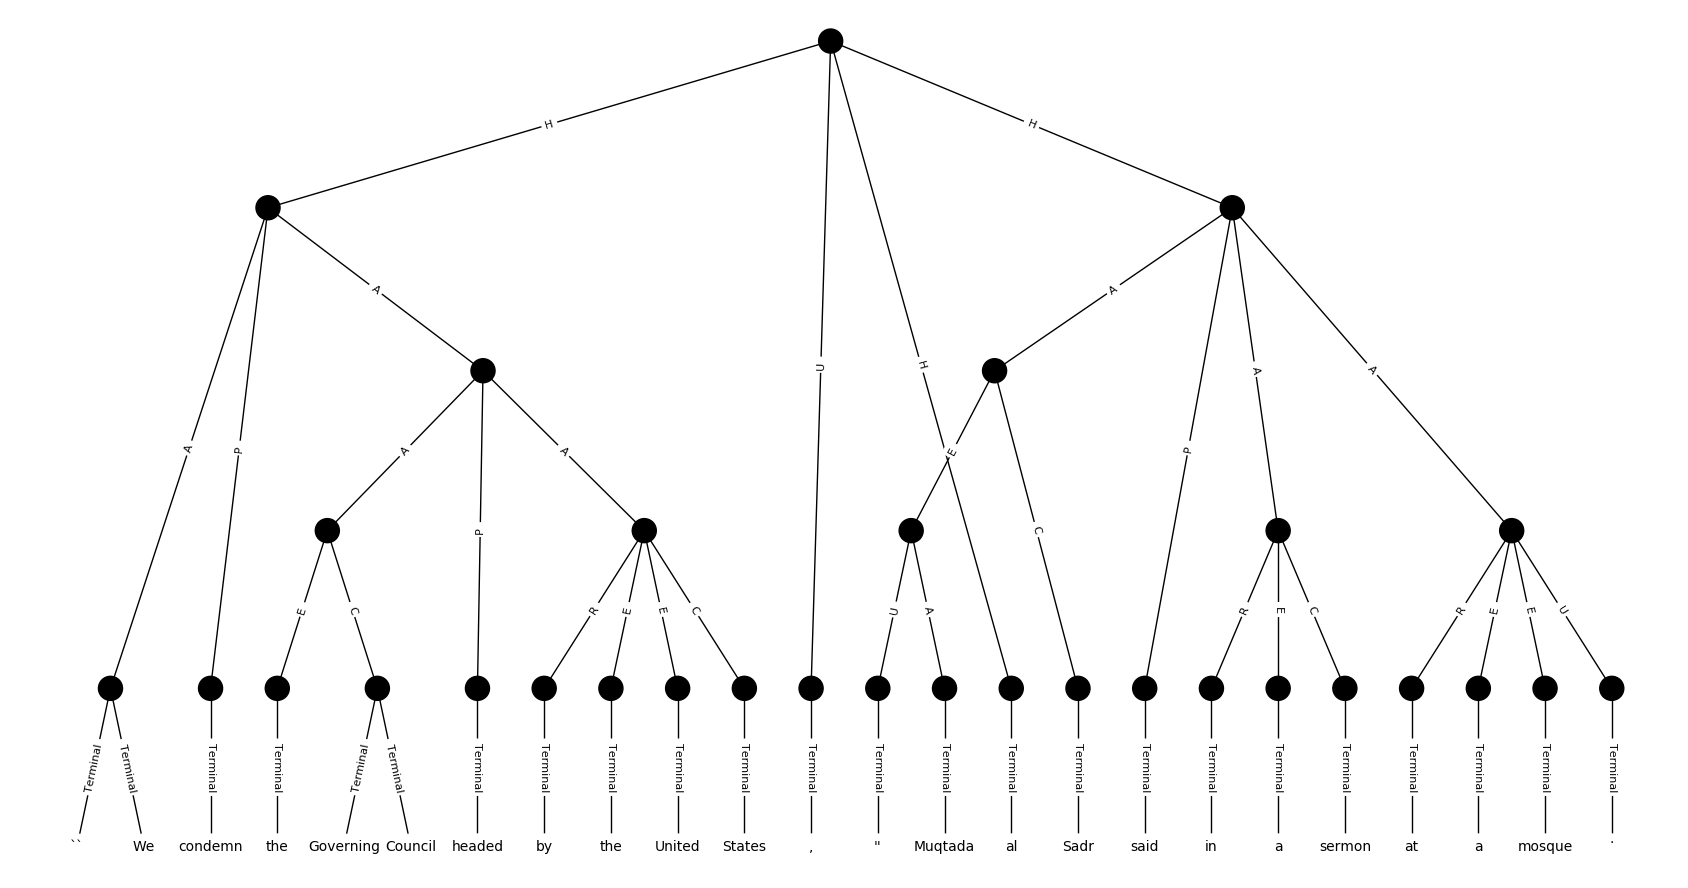 H H
A P A U H A P A A
A P A E C
E C R E E C U A R E C R E E U
Terminal Terminal Terminal Terminal Terminal Terminal Terminal Terminal Terminal Terminal Terminal Terminal Terminal Terminal Terminal Terminal Terminal Terminal Terminal Terminal Terminal Terminal Terminal Terminal
`` We condemn the Governing Council headed by the United States , " Muqtada al Sadr said in a sermon at a mosque .